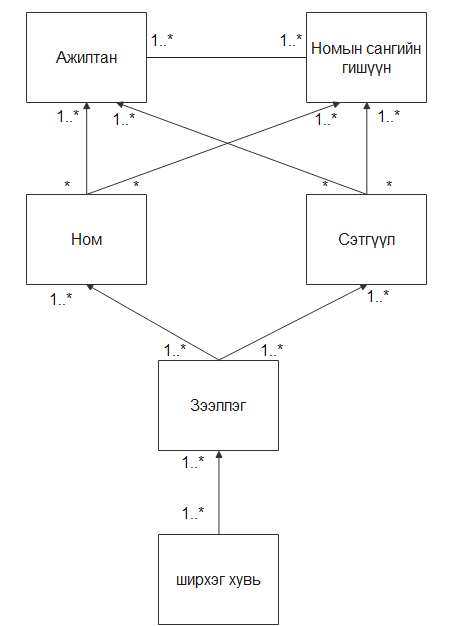 Ажилтан
1..*
1..*
Номын сангийн
гишүүн
1..*
1..*
1..*
1..*
*
*
*
*
Ном
Сэтгүүл
1..*
1..*
1..*
1..*
Зээллэг
1..*
1..*
ширхэг хувь